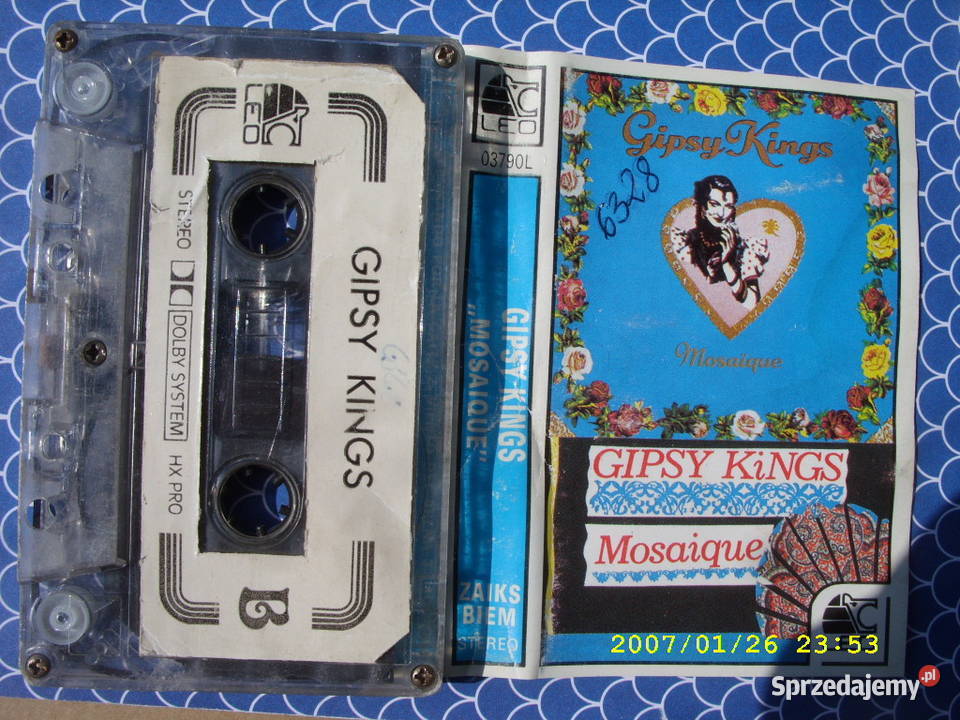 LEO
STEREO DOLBY SYSTEM HX PRO
GIPSY KINGS
B
LEO
03790L
GIPSY KINGS
„MOSAIQUE”
ZAIKS
BIEM
STEREO
Gipsy Kings
6328
Mosaique
GIPSY KiNGS
Mosaique
2007/01/26 23:53
Sprzedajemy.pl